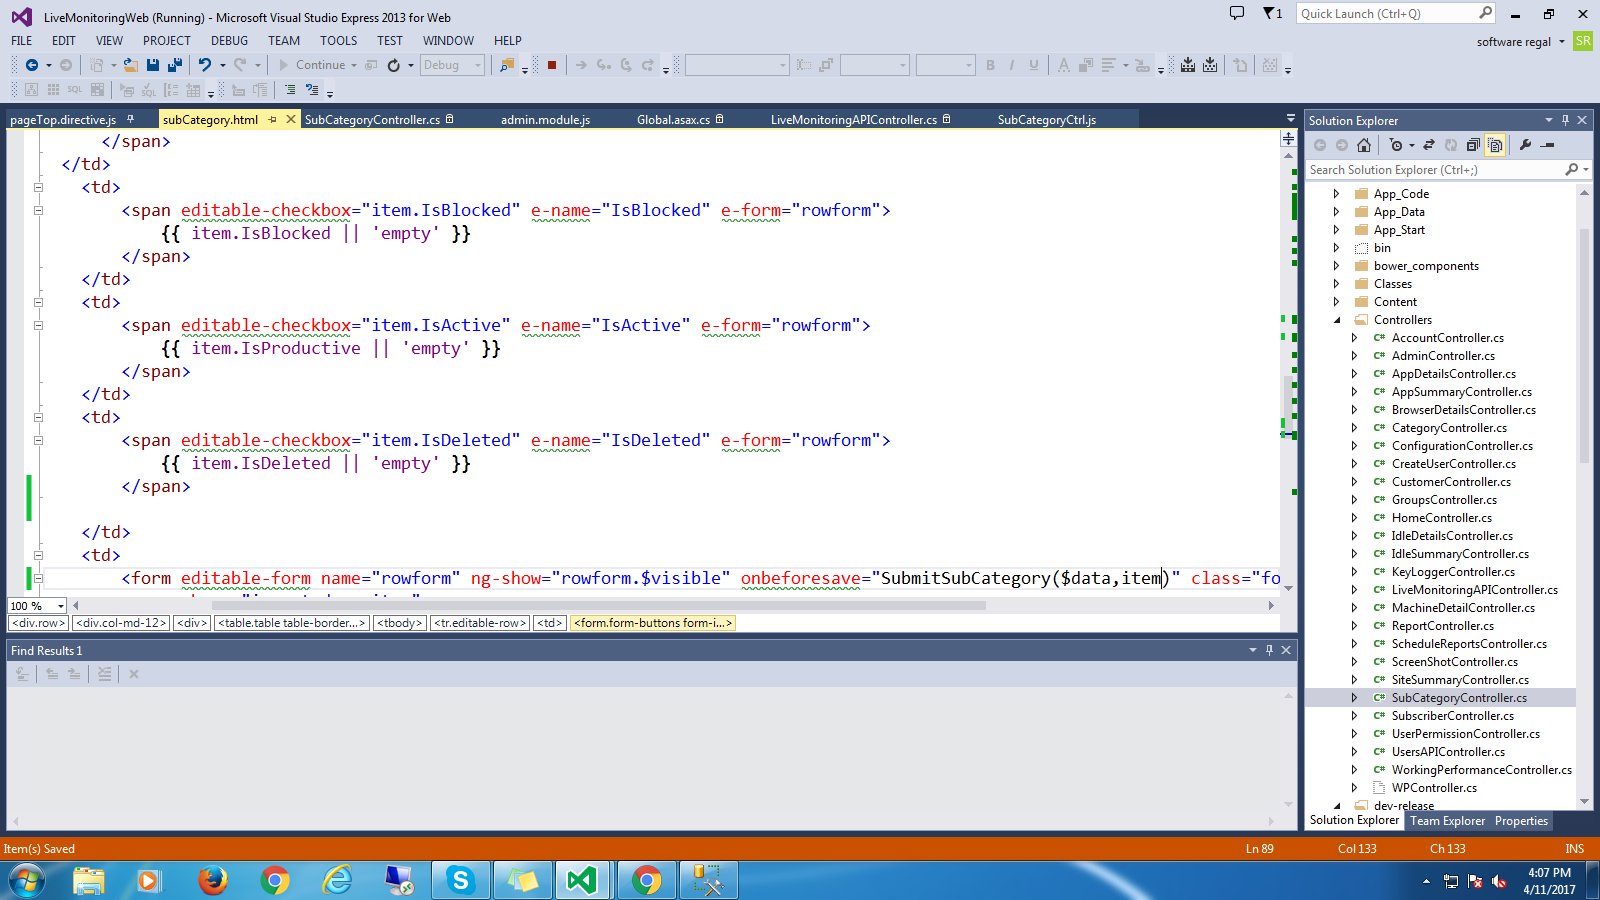 LiveMonitoringWeb (Running) - Microsoft Visual Studio Express 2013 for Web
1
Quick Launch (Ctrl+Q)
FILE EDIT VIEW PROJECT DEBUG TEAM TOOLS TEST WINDOW HELP
software regal SR
Continue Debug
B I U A
SQL SQL
pageTop.directive.js subCategory.html SubCategoryController.cs admin.module.js Global.asax.cs LiveMonitoringAPIController.cs SubCategoryCtrl.js
</span>
</td>
<td>
<span editable-checkbox="item.IsBlocked" e-name="IsBlocked" e-form="rowform">
{{ item.IsBlocked || 'empty' }}
</span>
</td>
<td>
<span editable-checkbox="item.IsActive" e-name="IsActive" e-form="rowform">
{{ item.IsProductive || 'empty' }}
</span>
</td>
<td>
<span editable-checkbox="item.IsDeleted" e-name="IsDeleted" e-form="rowform">
{{ item.IsDeleted || 'empty' }}
</span>
</td>
<td>
<form editable-form name="rowform" ng-show="rowform.$visible" onbeforesave="SubmitSubCategory($data,item)" class="fo
100 %
<div.row> <div.col-md-12> <div> <table.table table-border...> <tbody> <tr.editable-row> <td> <form.form-buttons form-i...>
Find Results 1
Solution Explorer
Search Solution Explorer (Ctrl+;)
App_Code
App_Data
App_Start
bin
bower_components
Classes
Content
Controllers
C# AccountController.cs
C# AdminController.cs
C# AppDetailsController.cs
C# AppSummaryController.cs
C# BrowserDetailsController.cs
C# CategoryController.cs
C# ConfigurationController.cs
C# CreateUserController.cs
C# CustomerController.cs
C# GroupsController.cs
C# HomeController.cs
C# IdleDetailsController.cs
C# IdleSummaryController.cs
C# KeyLoggerController.cs
C# LiveMonitoringAPIController.cs
C# MachineDetailController.cs
C# ReportController.cs
C# ScheduleReportsController.cs
C# ScreenShotController.cs
C# SiteSummaryController.cs
C# SubCategoryController.cs
C# SubscriberController.cs
C# UserPermissionController.cs
C# UsersAPIController.cs
C# WorkingPerformanceController.cs
WPController.cs
dev-release
Solution Explorer Team Explorer Properties
Item(s) Saved Ln 89 Col 133 Ch 133 INS
4:07 PM
4/11/2017